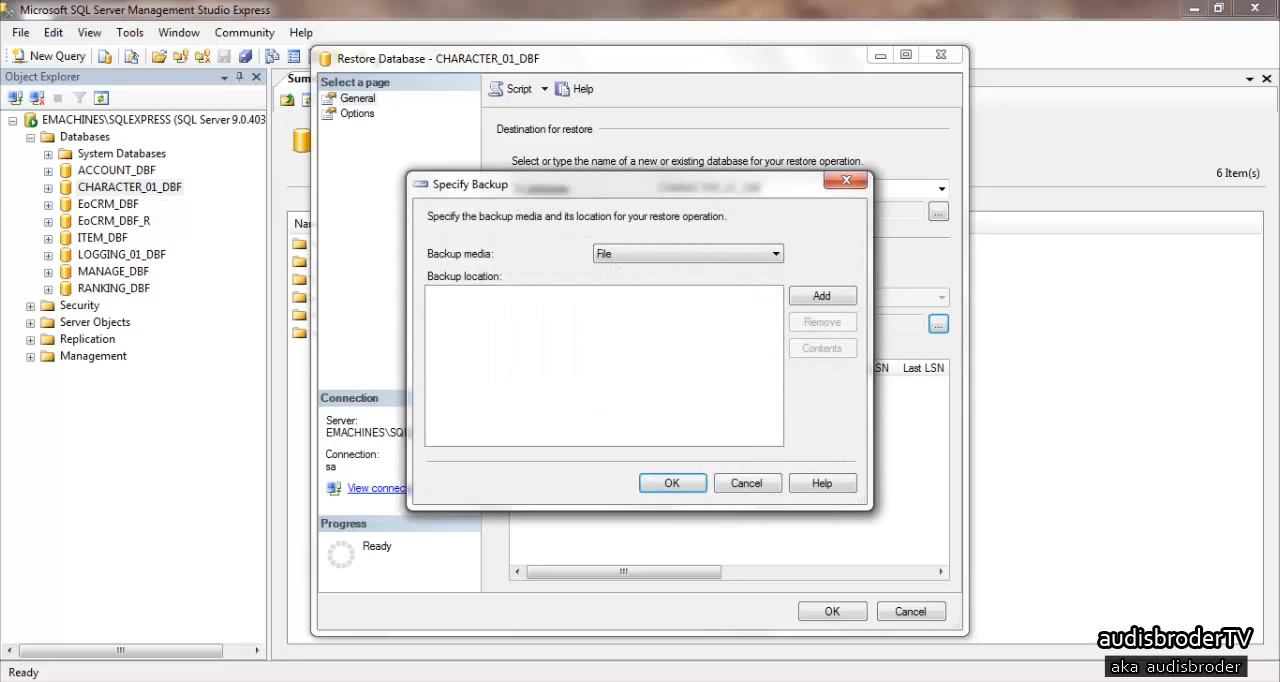 Microsoft SQL Server Management Studio Express
File Edit View Tools Window Community Help
New Query
Object Explorer
EMACHINES\SQLEXPRESS (SQL Server 9.0.403
Databases
System Databases
ACCOUNT_DBF
CHARACTER_01_DBF
EoCRM_DBF
EoCRM_DBF_R
ITEM_DBF
LOGGING_01_DBF
MANAGE_DBF
RANKING_DBF
Security
Server Objects
Replication
Management
Sum
6 Item(s)
Na
Restore Database - CHARACTER_01_DBF
Select a page
General
Options
Script Help
Destination for restore
Select or type the name of a new or existing database for your restore operation.
...
...
SN Last LSN
Connection
Server:
EMACHINES\SQL
Connection:
sa
View connec
Progress
Ready
OK Cancel
Specify Backup
Specify the backup media and its location for your restore operation.
Backup media: File
Backup location:
Add
Remove
Contents
OK Cancel Help
Ready
audisbroderTV
aka audisbroder